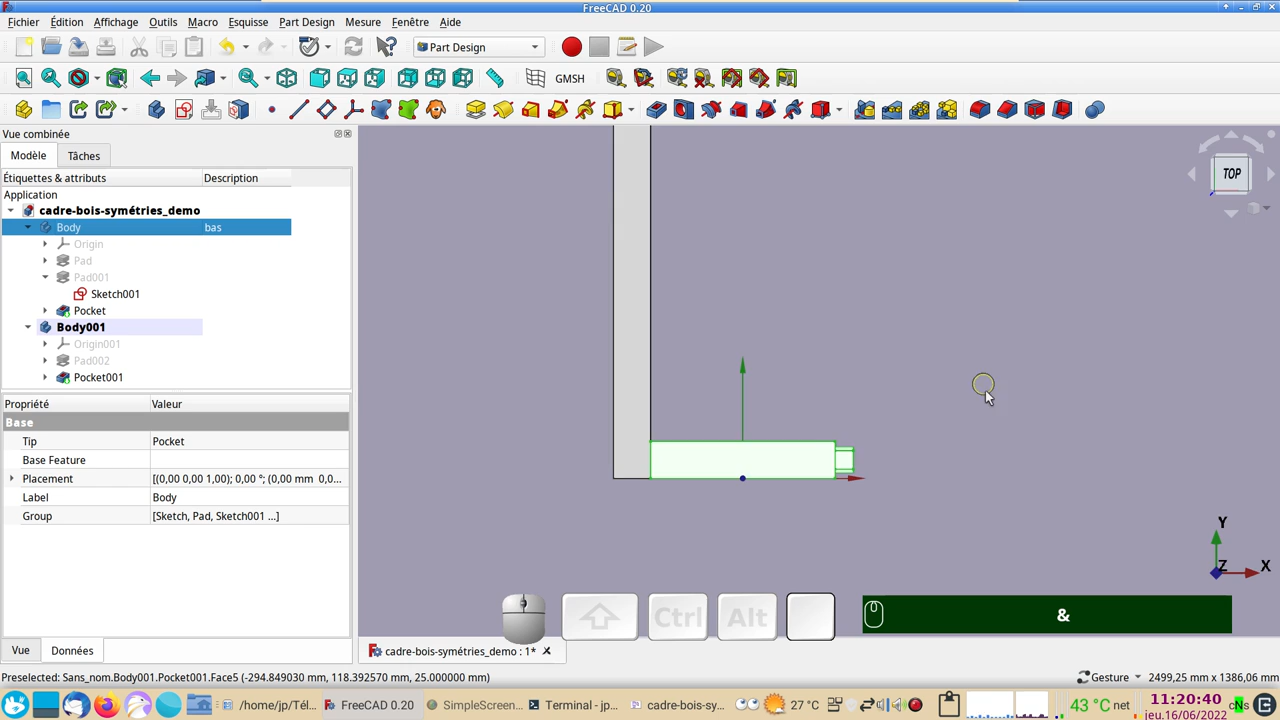 FreeCAD 0.20
Fichier Édition Affichage Outils Macro Esquisse Part Design Mesure Fenêtre Aide
Part Design
GMSH
Vue combinée
Modèle Tâches
Étiquettes & attributs Description
Application
cadre-bois-symétries_demo
Body bas
Origin
Pad
Pad001
Sketch001
Pocket
Body001
Origin001
Pad002
Pocket001
Propriété Valeur
Base
Tip Pocket
Base Feature
Placement [(0,00 0,00 1,00); 0,00 °; (0,00 mm 0,0...
Label Body
Group [Sketch, Pad, Sketch001 ...]
Vue Données
TOP
Y
Z X
Ctrl Alt
&
cadre-bois-symétries_demo : 1*
Preselected: Sans_nom.Body001.Pocket001.Face5 (-294.849030 mm, 118.392570 mm, 25.000000 mm)
Gesture 2499,25 mm x 1386,06 mm
/home/jp/Tél... FreeCAD 0.20 SimpleScreen... Terminal - jp... cadre-bois-sy... 27 °C 43 °C net 11:20:40
jeu.16/06/2022